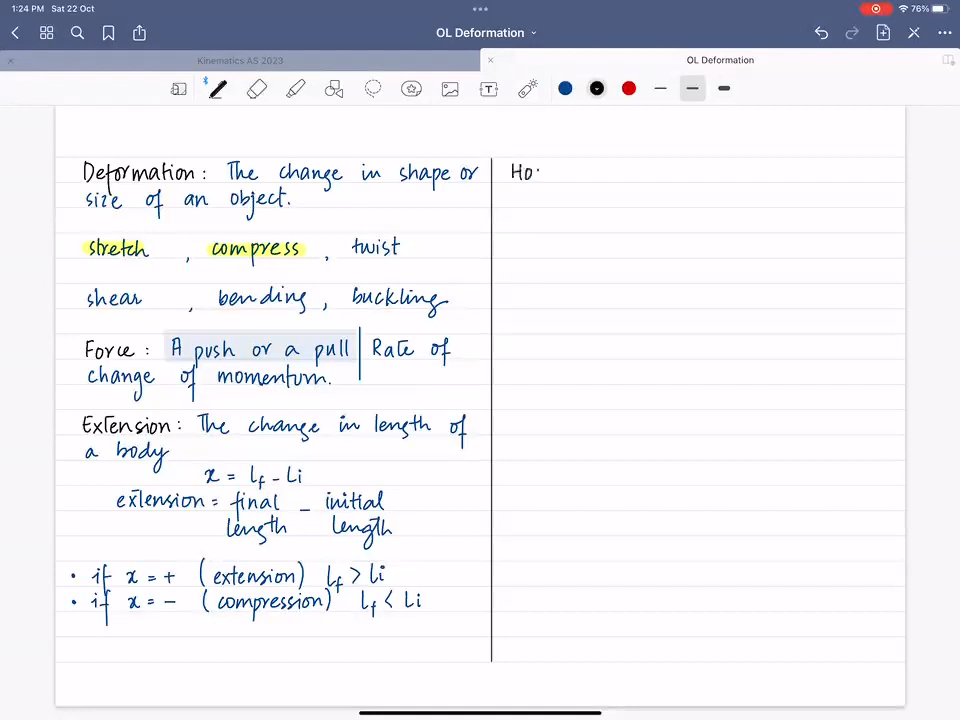 1:24 PM Sat 22 Oct
76%
OL Deformation
Kinematics AS 2023
OL Deformation
Deformation: The change in shape or
size of an object.
stretch, compress, twist
shear, bending, buckling
Force: A push or a pull | Rate of
change of momentum.
Extension: The change in length of
a body
x = lf - Li
extension = final - initial
length length
• if x = + (extension) lf > Li
• if x = - (compression) lf < Li
Ho